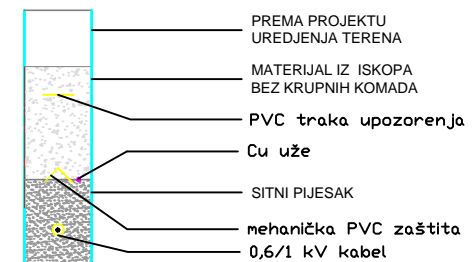 PREMA PROJEKTU
UREDJENJA TERENA
MATERIJAL IZ ISKOPA
BEZ KRUPNIH KOMADA
PVC traka upozorenja
Cu uže
SITNI PIJESAK
mehanička PVC zaštita
0,6/1 kV kabel